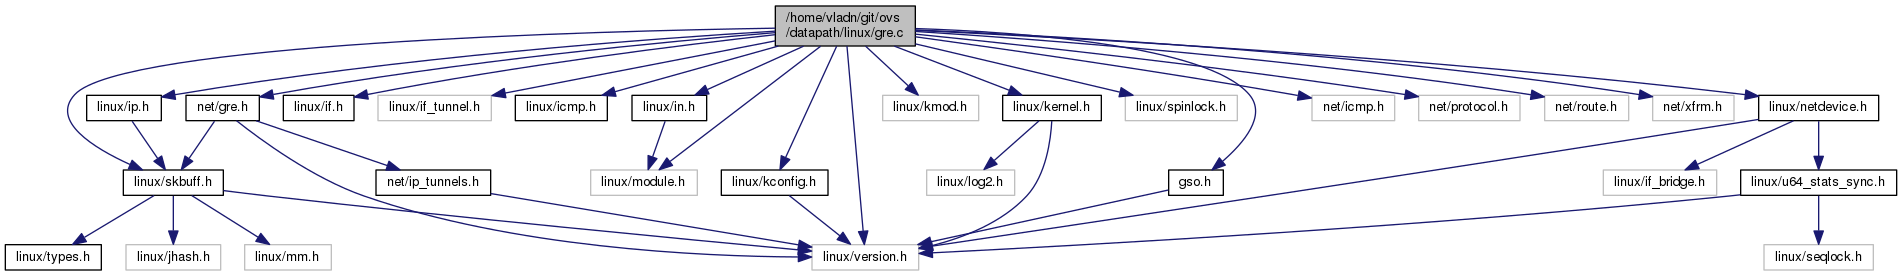 /home/vladn/git/ovs
/datapath/linux/gre.c
linux/ip.h
net/gre.h
linux/if.h
linux/if_tunnel.h
linux/icmp.h
linux/in.h
linux/kmod.h
linux/kernel.h
linux/spinlock.h
net/icmp.h
net/protocol.h
net/route.h
net/xfrm.h
linux/netdevice.h
linux/skbuff.h
net/ip_tunnels.h
linux/module.h
linux/kconfig.h
linux/log2.h
gso.h
linux/if_bridge.h
linux/u64_stats_sync.h
linux/types.h
linux/jhash.h
linux/mm.h
linux/version.h
linux/seqlock.h